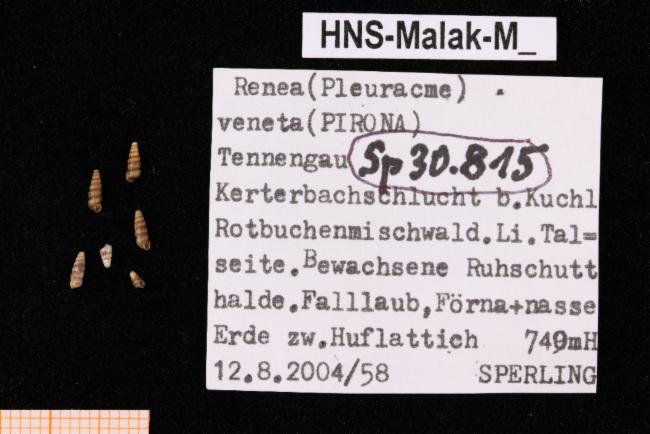 HNS-Malak-M_
Renea(Pleuracme) .
veneta(PIRONA)
Tennengau Sp 30.815
Kerterbachschlucht b.Kuchl
Rotbuchenmischwald.Li.Tal=
seite.Bewachsene Ruhschutt
halde.Falllaub,Förna+nasse
Erde zw.Huflattich 749mH
12.8.2004/58 SPERLING